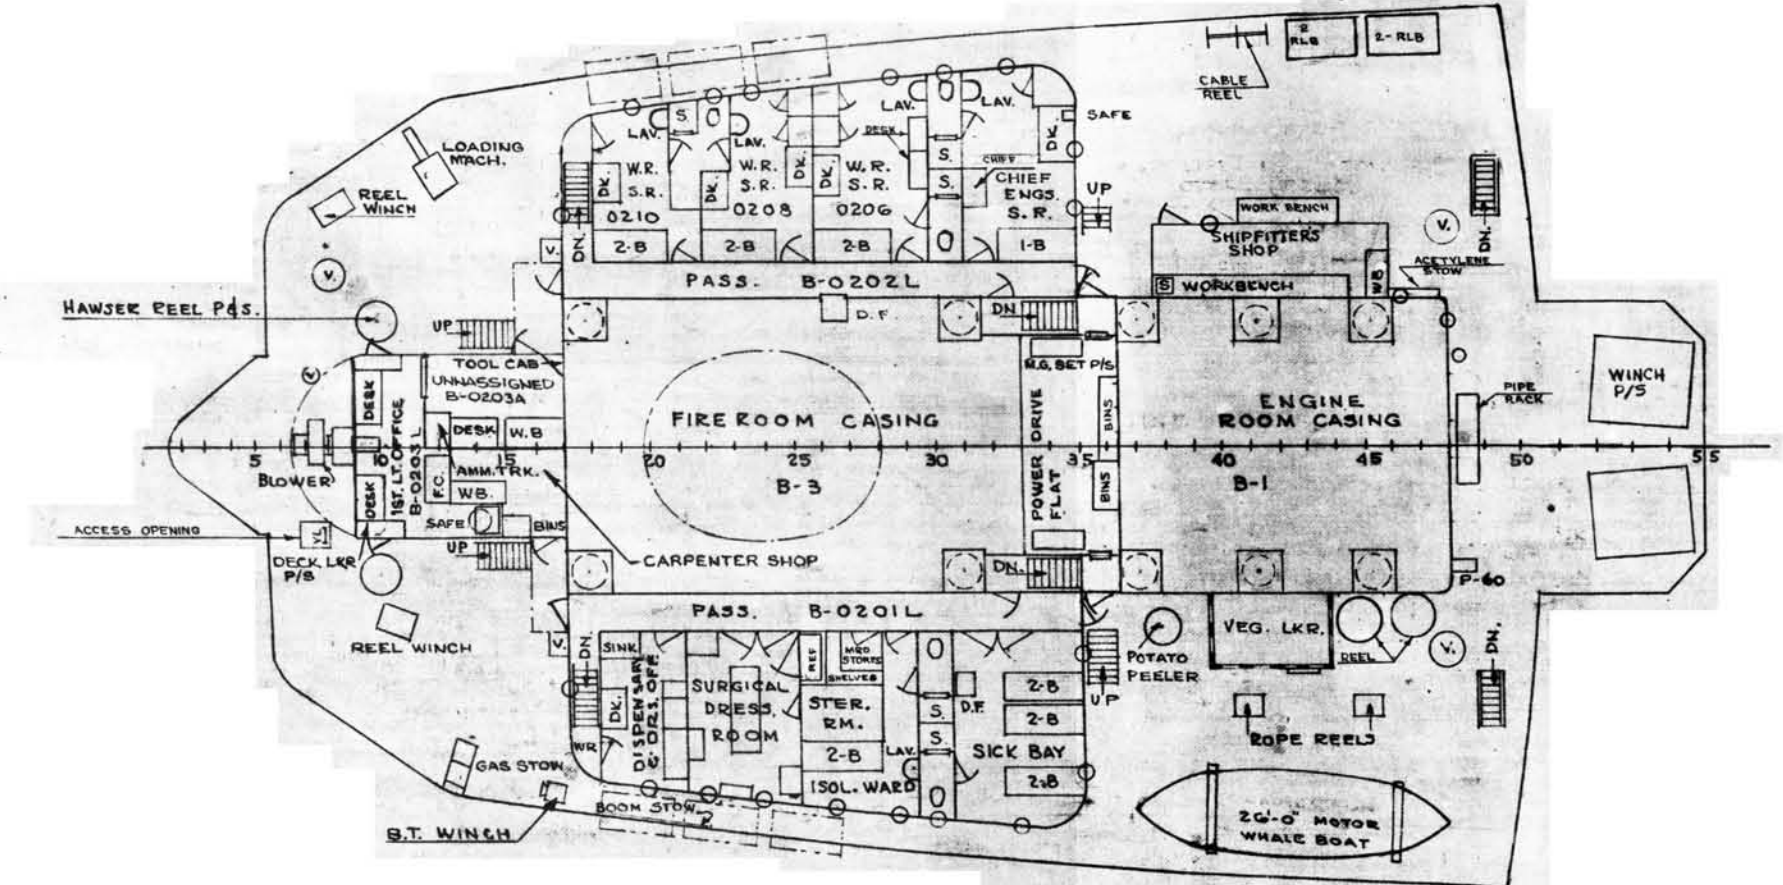 2
RLB
2-RLB
CABLE
REEL
LOADING
MACH.
REEL
WINCH
V.
HAWSER REEL P&S.
UP
DN.
V.
LAV.
S.
LAV.
LAV.
LAV.
DESK
S.
S.
CHIEF
CHIEF
ENGS.
S. R.
DK.
SAFE
UP
DK.
W.R.
S.R.
0210
DK.
W.R.
S.R.
0208
DK.
DK.
W.R.
S.R.
0206
2-B
2-B
2-B
1-B
WORK BENCH
SHIPFITTER'S
SHOP
S
WORKBENCH
WB
V.
ACETYLENE
STOW
DN.
PASS. B-0202L
D.F.
DN
TOOL CAB
UNNASSIGNED
B-0203A
DESK
1ST. LT. OFFICE
B-0203L
DESK
W.B
FIREROOM CASING
M.G. SET P/S
BINS
POWER DRIVE
FLAT
BINS
ENGINE
ROOM CASING
PIPE
RACK
WINCH
P/S
5
10
15
20
25
30
35
40
45
50
55
BLOWER
F.C.
AMM. TRK.
WB.
B-3
B-1
ACCESS OPENING
DESK
SAFE
BINS
DECK LKR
P/S
UP
CARPENTER SHOP
DN.
P-60
PASS. B-0201L
REEL WINCH
V.
DN.
SINK
DISPENSARY
& DRS. OFF.
DK.
WR
SURGICAL
DRESS.
ROOM
REF
MED
STORES
SHELVES
STER.
RM.
2-B
ISOL. WARD
LAV.
S.
S.
D.F.
2-B
2-B
SICK BAY
2-B
UP
POTATO
PEELER
VEG. LKR.
REEL
V.
DN.
ROPE REELS
GAS STOW
BOOM STOW.
S.T. WINCH
26'-0" MOTOR
WHALE BOAT